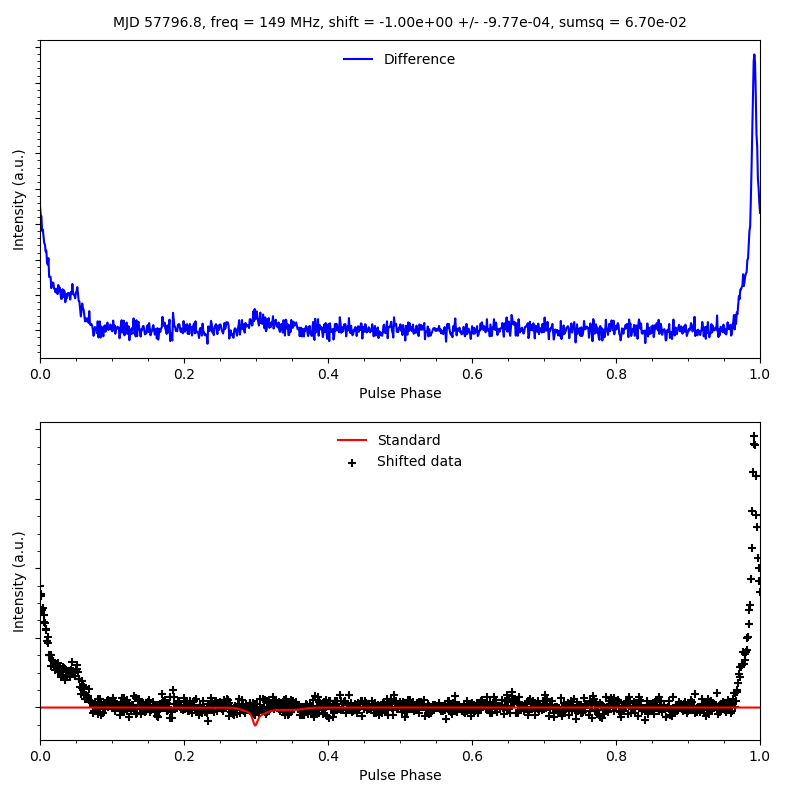 MJD 57796.8, freq = 149 MHz, shift = -1.00e+00 +/- -9.77e-04, sumsq = 6.70e-02
Difference
Intensity (a.u.)
0.0 0.2 0.4 0.6 0.8 1.0
Pulse Phase
Standard
Shifted data
Intensity (a.u.)
0.0 0.2 0.4 0.6 0.8 1.0
Pulse Phase